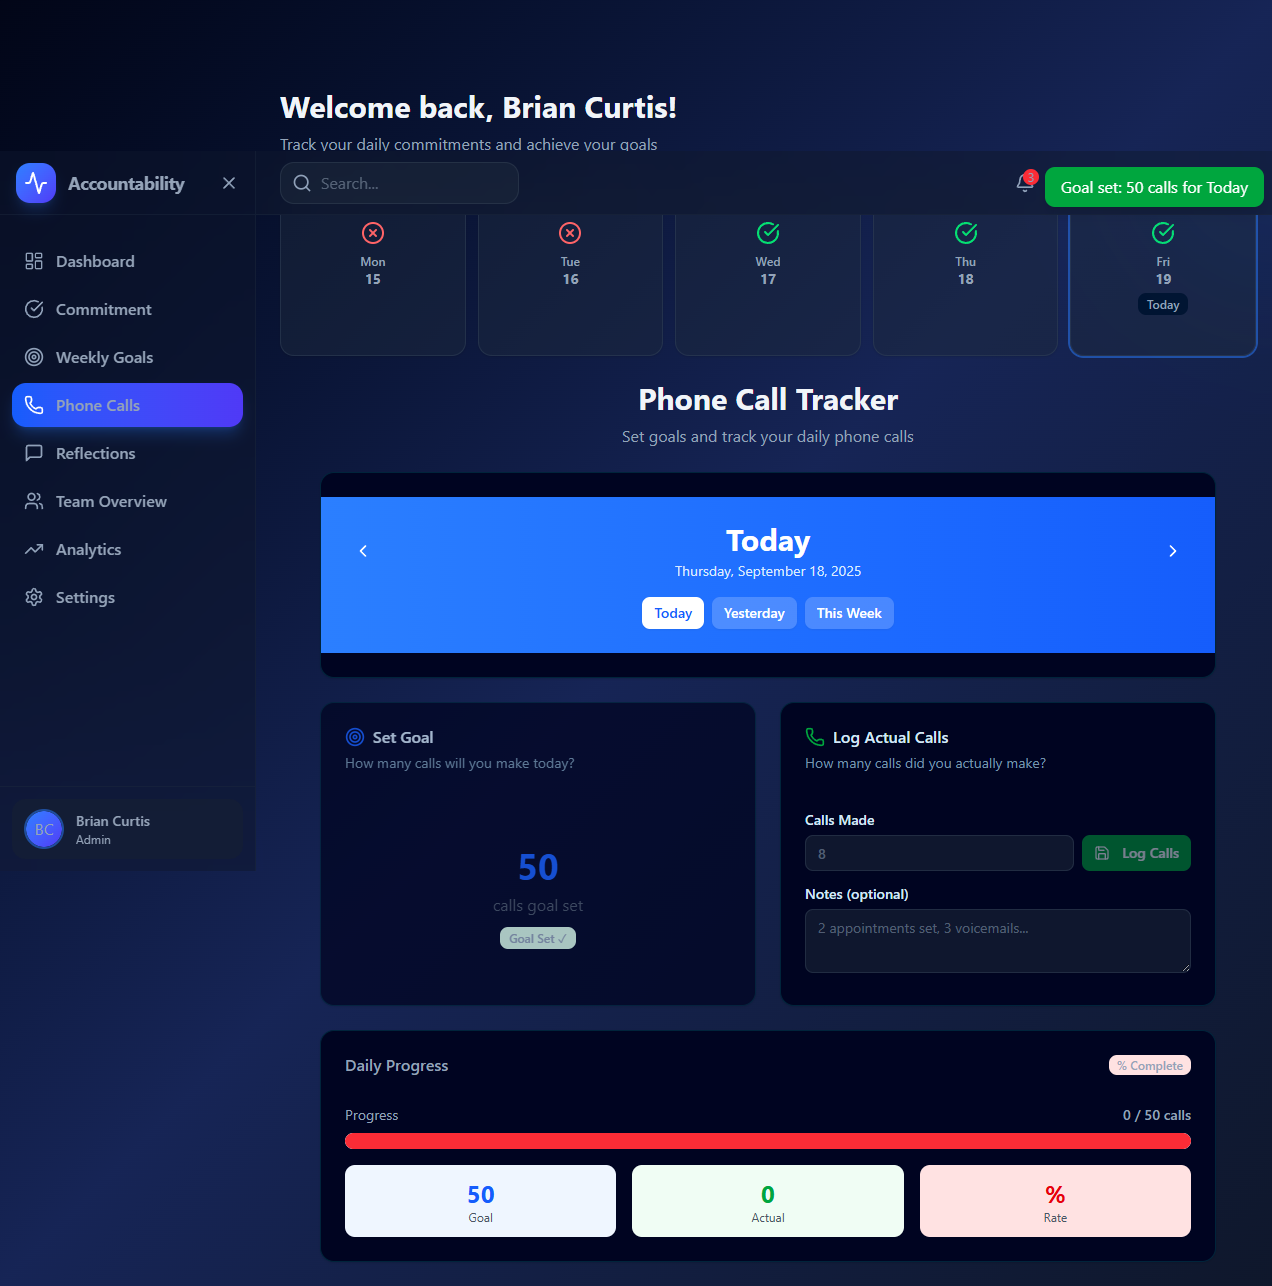 Welcome back, Brian Curtis!
Track your daily commitments and achieve your goals
Accountability
Search...
3
Goal set: 50 calls for Today
Dashboard
Commitment
Weekly Goals
Phone Calls
Reflections
Team Overview
Analytics
Settings
BC
Brian Curtis
Admin
Mon
15
Tue
16
Wed
17
Thu
18
Fri
19
Today
Phone Call Tracker
Set goals and track your daily phone calls
Today
Thursday, September 18, 2025
Today
Yesterday
This Week
Set Goal
How many calls will you make today?
50
calls goal set
Goal Set ✓
Log Actual Calls
How many calls did you actually make?
Calls Made
8
Log Calls
Notes (optional)
2 appointments set, 3 voicemails...
Daily Progress
% Complete
Progress
0 / 50 calls
50
Goal
0
Actual
%
Rate